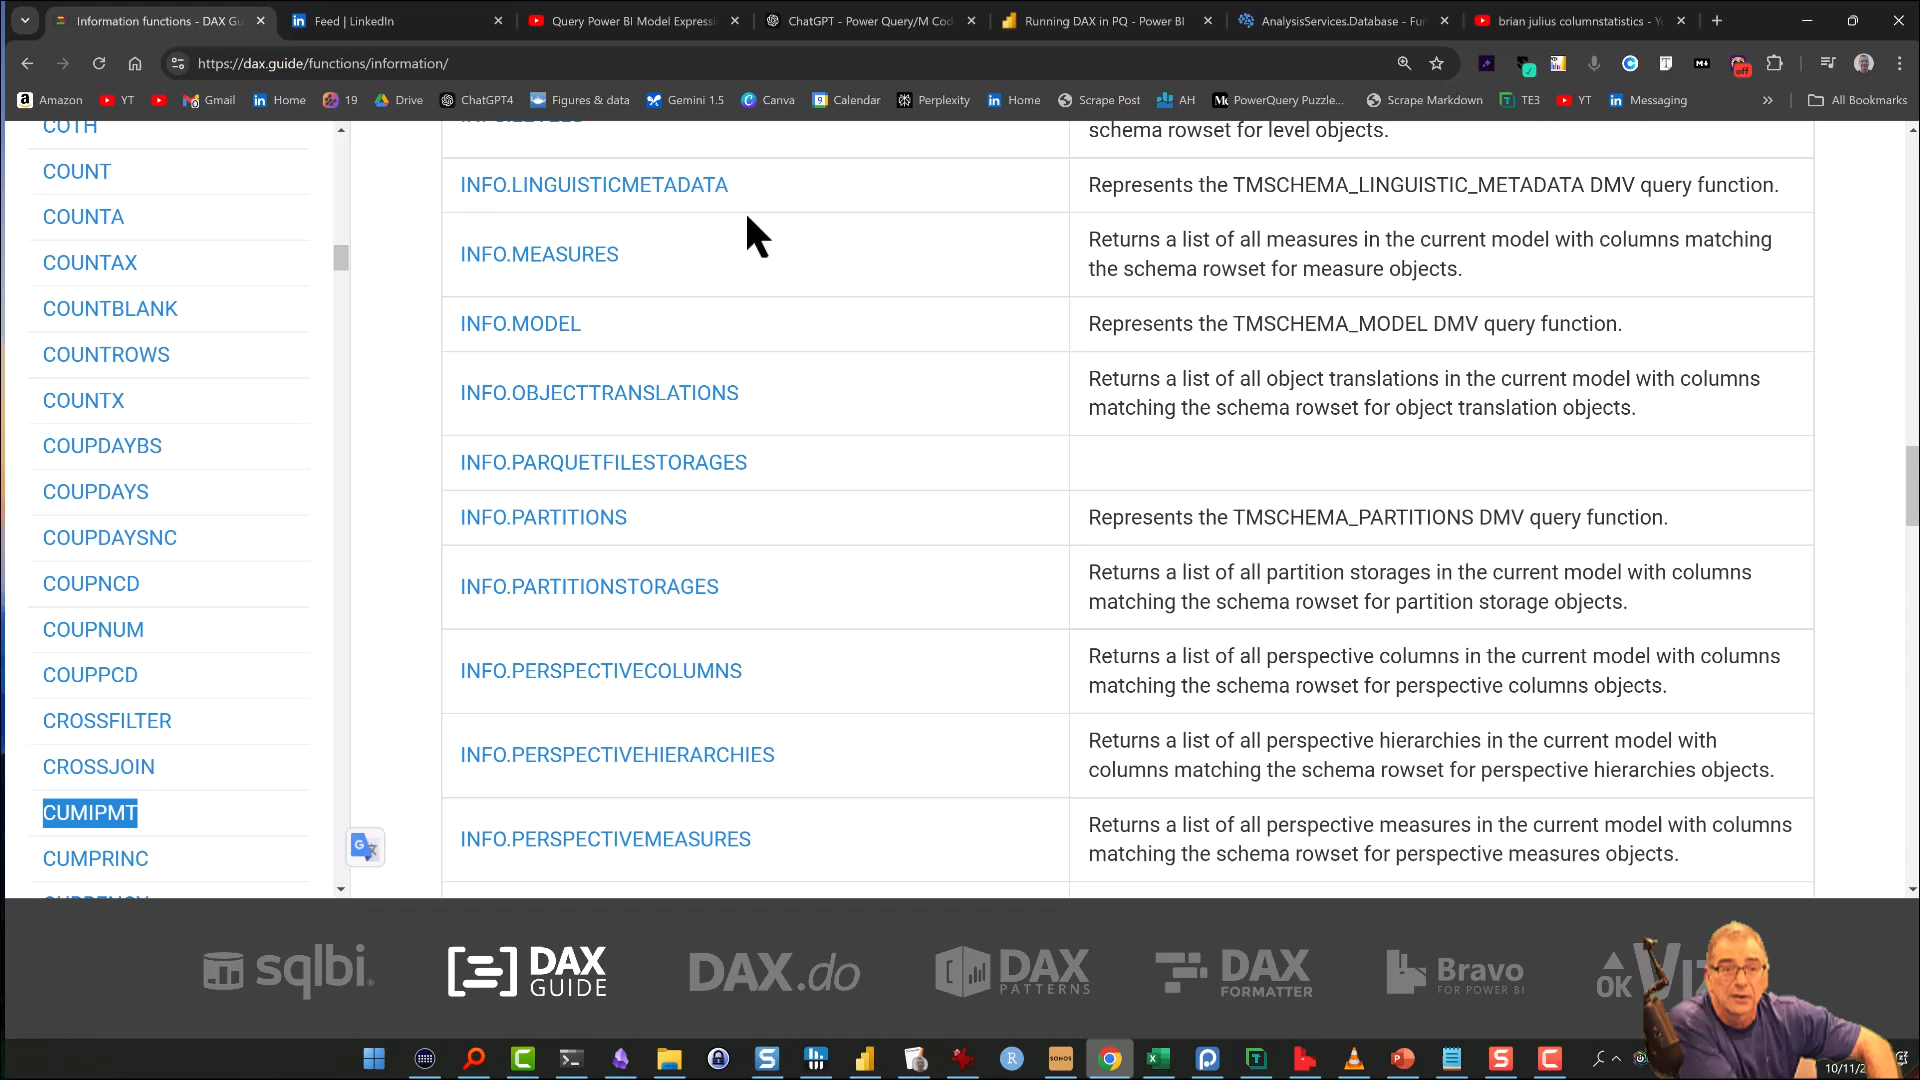 Information functions - DAX Gu
Feed | LinkedIn
Query Power BI Model Expressi
ChatGPT - Power Query/M Cod
Running DAX in PQ - Power BI
AnalysisServices.Database - Fun
brian julius columnstatistics - Yo
https://dax.guide/functions/information/
off
Amazon
YT
Gmail
Home
19
Drive
ChatGPT4
Figures & data
Gemini 1.5
Canva
Calendar
Perplexity
Home
Scrape Post
AH
PowerQuery Puzzle...
Scrape Markdown
TE3
YT
Messaging
»
All Bookmarks
COTH
COUNT
COUNTA
COUNTAX
COUNTBLANK
COUNTROWS
COUNTX
COUPDAYBS
COUPDAYS
COUPDAYSNC
COUPNCD
COUPNUM
COUPPCD
CROSSFILTER
CROSSJOIN
CUMIPMT
CUMPRINC
schema rowset for level objects.
INFO.LINGUISTICMETADATA
Represents the TMSCHEMA_LINGUISTIC_METADATA DMV query function.
INFO.MEASURES
Returns a list of all measures in the current model with columns matching
the schema rowset for measure objects.
INFO.MODEL
Represents the TMSCHEMA_MODEL DMV query function.
INFO.OBJECTTRANSLATIONS
Returns a list of all object translations in the current model with columns
matching the schema rowset for object translation objects.
INFO.PARQUETFILESTORAGES
INFO.PARTITIONS
Represents the TMSCHEMA_PARTITIONS DMV query function.
INFO.PARTITIONSTORAGES
Returns a list of all partition storages in the current model with columns
matching the schema rowset for partition storage objects.
INFO.PERSPECTIVECOLUMNS
Returns a list of all perspective columns in the current model with columns
matching the schema rowset for perspective columns objects.
INFO.PERSPECTIVEHIERARCHIES
Returns a list of all perspective hierarchies in the current model with
columns matching the schema rowset for perspective hierarchies objects.
INFO.PERSPECTIVEMEASURES
Returns a list of all perspective measures in the current model with columns
matching the schema rowset for perspective measures objects.
sqlbi.
DAX
GUIDE
DAX.do
DAX
PATTERNS
DAX
FORMATTER
Bravo
FOR POWER BI
OK
SONOS
10/11/2